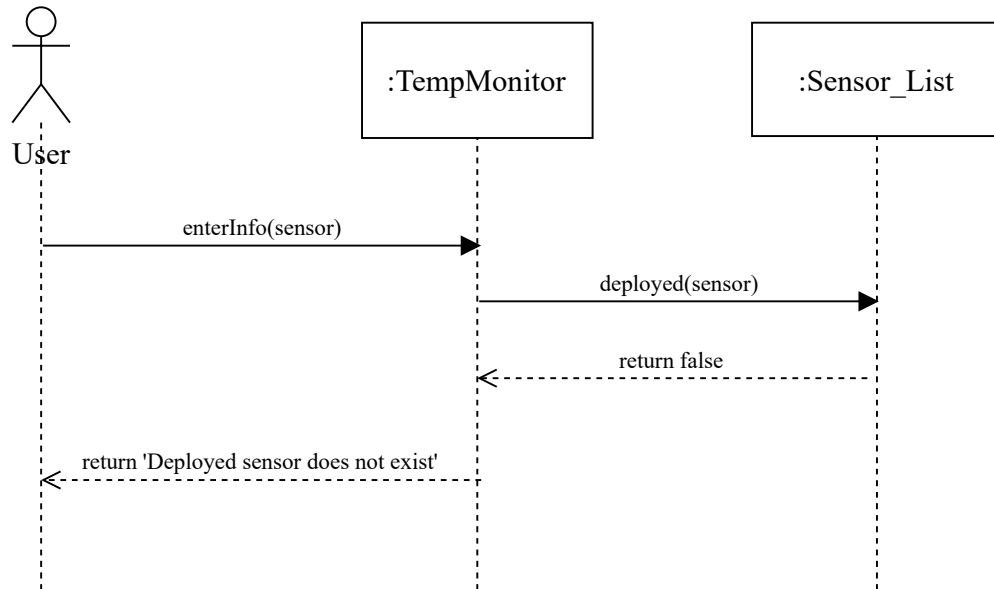 :TempMonitor
:Sensor_List
User
enterInfo(sensor)
deployed(sensor)
return false
return 'Deployed sensor does not exist'